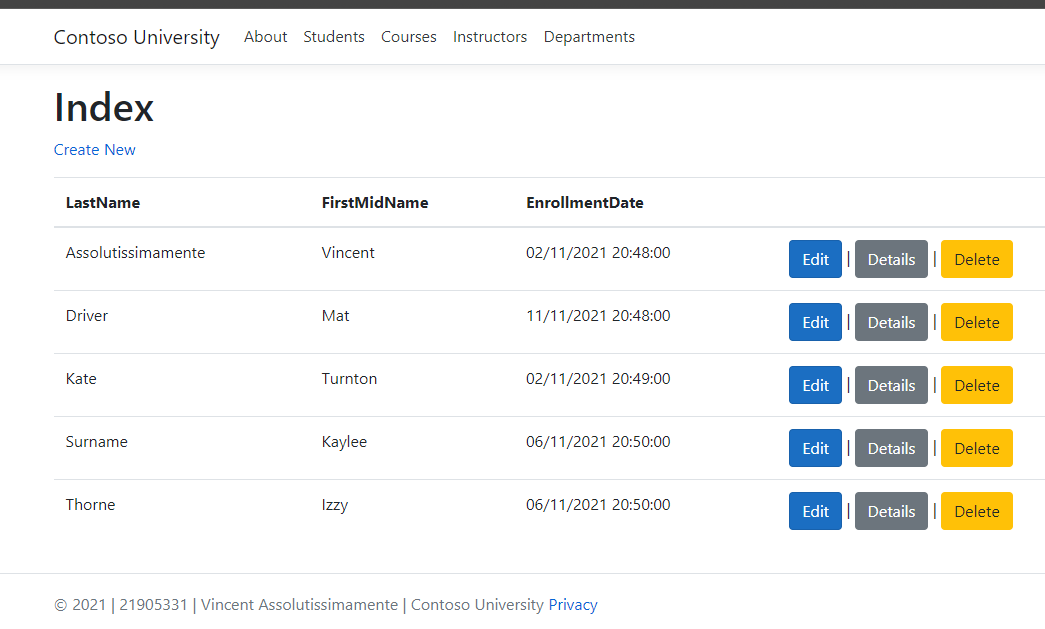 Contoso University About Students Courses Instructors Departments
Index
Create New
LastName FirstMidName EnrollmentDate
Assolutissimamente Vincent 02/11/2021 20:48:00 Edit | Details | Delete
Driver Mat 11/11/2021 20:48:00 Edit | Details | Delete
Kate Turnton 02/11/2021 20:49:00 Edit | Details | Delete
Surname Kaylee 06/11/2021 20:50:00 Edit | Details | Delete
Thorne Izzy 06/11/2021 20:50:00 Edit | Details | Delete
© 2021 | 21905331 | Vincent Assolutissimamente | Contoso University Privacy